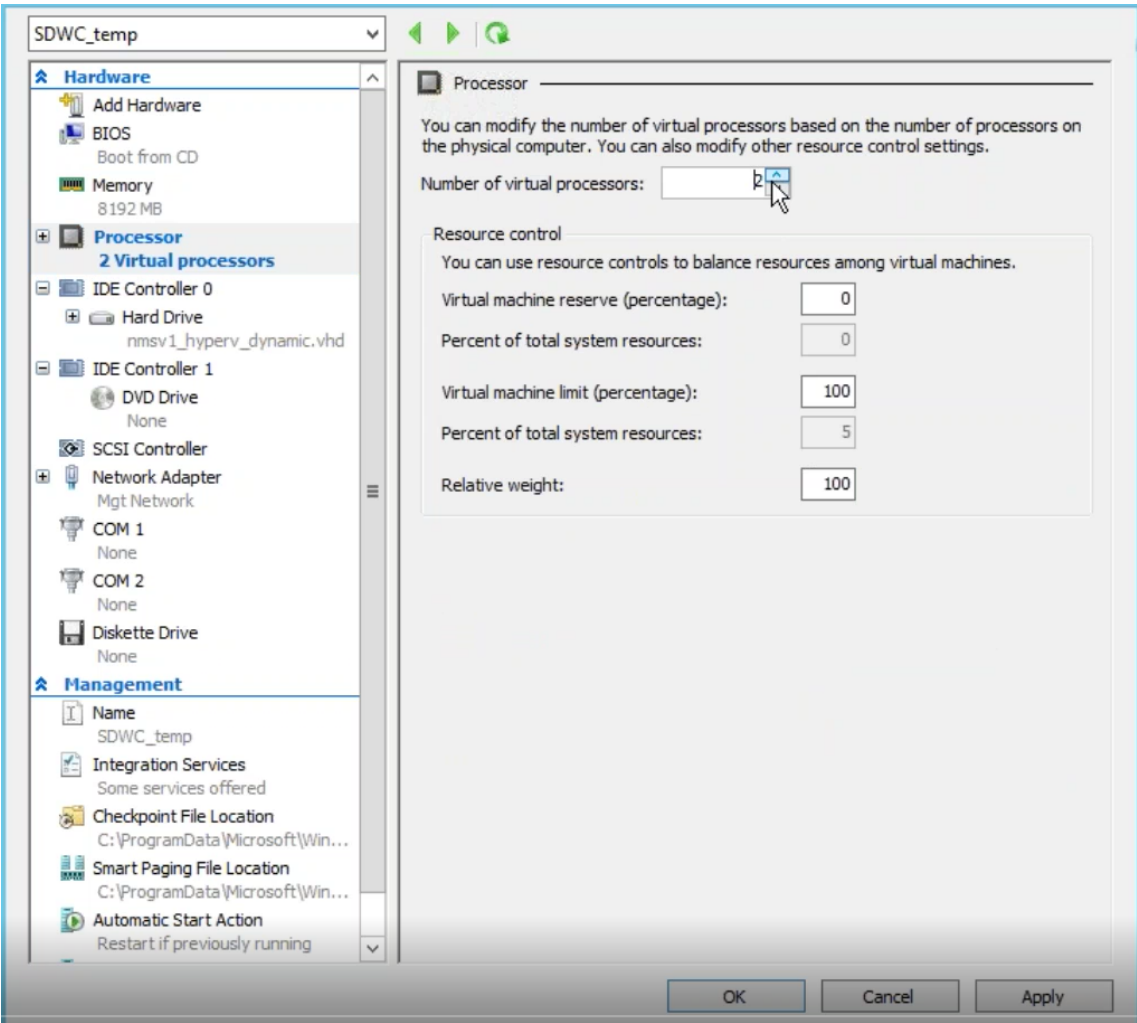 SDWC_temp
Hardware
Add Hardware
BIOS
Boot from CD
Memory
8192 MB
Processor
2 Virtual processors
IDE Controller 0
Hard Drive
nmsv1_hyperv_dynamic.vhd
IDE Controller 1
DVD Drive
None
SCSI Controller
Network Adapter
Mgt Network
COM 1
None
COM 2
None
Diskette Drive
None
Management
Name
SDWC_temp
Integration Services
Some services offered
Checkpoint File Location
C:\ProgramData\Microsoft\Win...
Smart Paging File Location
C:\ProgramData\Microsoft\Win...
Automatic Start Action
Restart if previously running
Processor
You can modify the number of virtual processors based on the number of processors on
the physical computer. You can also modify other resource control settings.
Number of virtual processors: 2
Resource control
You can use resource controls to balance resources among virtual machines.
Virtual machine reserve (percentage): 0
Percent of total system resources: 0
Virtual machine limit (percentage): 100
Percent of total system resources: 5
Relative weight: 100
OK Cancel Apply